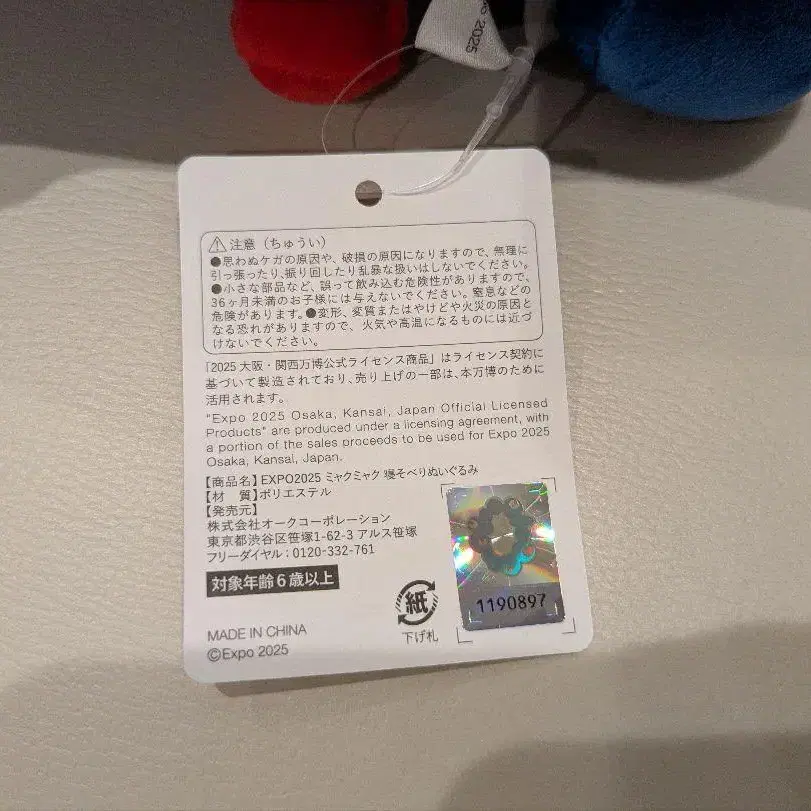 2025
注意（ちゅうい）
●思わぬケガの原因や、破損の原因になりますので、無理に
引っ張ったり、振り回したり乱暴な扱いはしないでください。
●小さな部品など、誤って飲み込む危険性がありますので、
36ヶ月未満のお子様には与えないでください。窒息などの
危険があります。●変形、変質またはやけどや火災の原因と
なる恐れがありますので、火気や高温になるものには近づ
けないでください。
「2025 大阪・関西万博公式ライセンス商品」はライセンス契約に
基づいて製造されており、売り上げの一部は、本万博のために
活用されます。
"Expo 2025 Osaka, Kansai, Japan Official Licensed
Products" are produced under a licensing agreement, with
a portion of the sales proceeds to be used for Expo 2025
Osaka, Kansai, Japan.
【商品名】EXPO2025 ミャクミャク 寝そべりぬいぐるみ
【材　質】ポリエステル
【発売元】
株式会社オークコーポレーション
東京都渋谷区笹塚1-62-3 アルス笹塚
フリーダイヤル：0120-332-761
対象年齢6歳以上
紙
下げ札
1190897
MADE IN CHINA
©Expo 2025